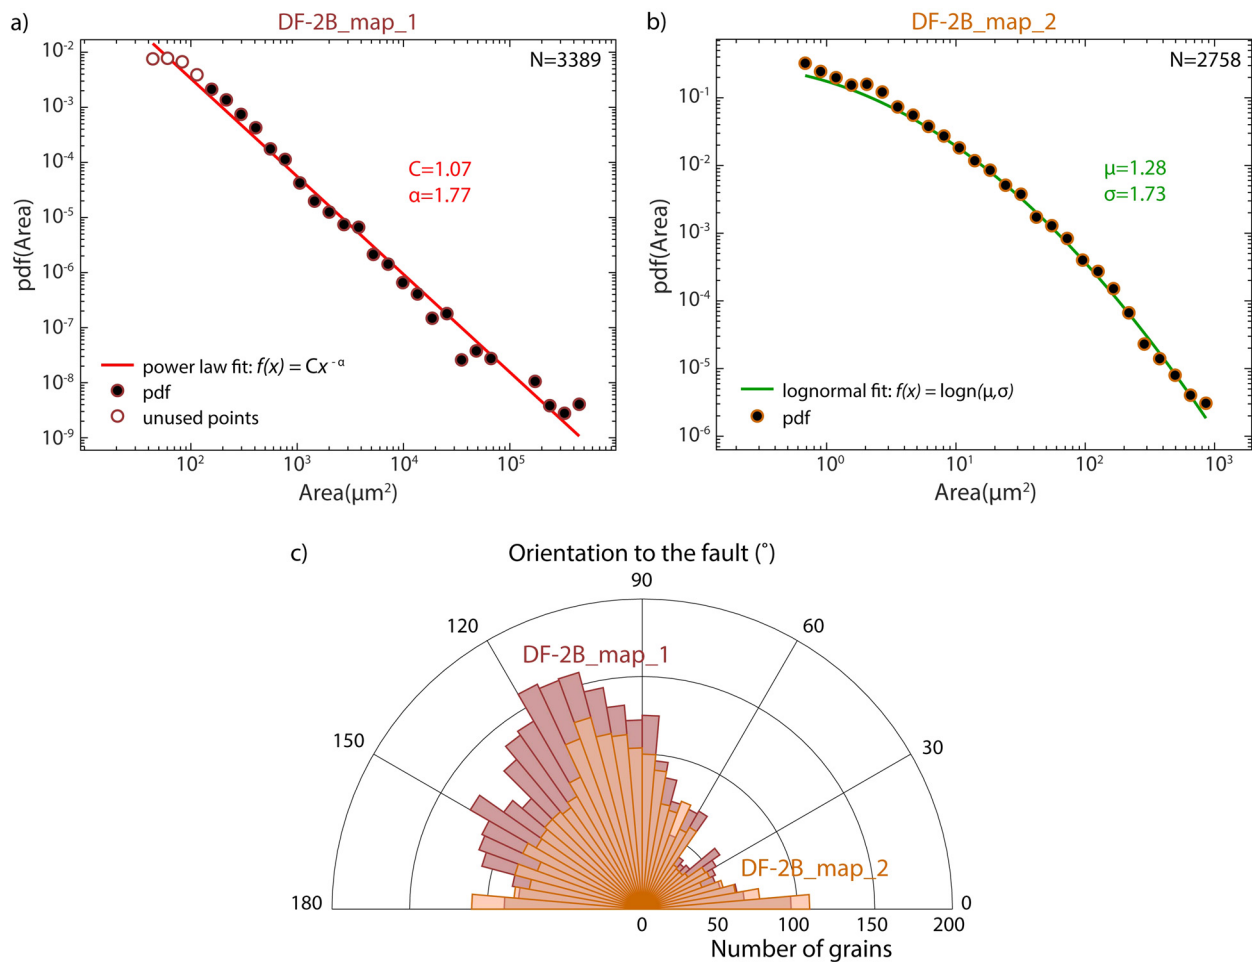 a)
DF-2B_map_1
N=3389
C=1.07
α=1.77
pdf(Area)
10⁻²
10⁻³
10⁻⁴
10⁻⁵
10⁻⁶
10⁻⁷
10⁻⁸
10⁻⁹
power law fit: f(x) = Cx⁻ᵅ
pdf
unused points
10² 10³ 10⁴ 10⁵
Area(μm²)
b)
DF-2B_map_2
N=2758
μ=1.28
σ=1.73
pdf(Area)
10⁻¹
10⁻²
10⁻³
10⁻⁴
10⁻⁵
10⁻⁶
lognormal fit: f(x) = logn(μ,σ)
pdf
10⁰ 10¹ 10² 10³
Area(μm²)
c)
Orientation to the fault (°)
90
120 60
DF-2B_map_1
150 30
DF-2B_map_2
180 0
0 50 100 150 200
Number of grains